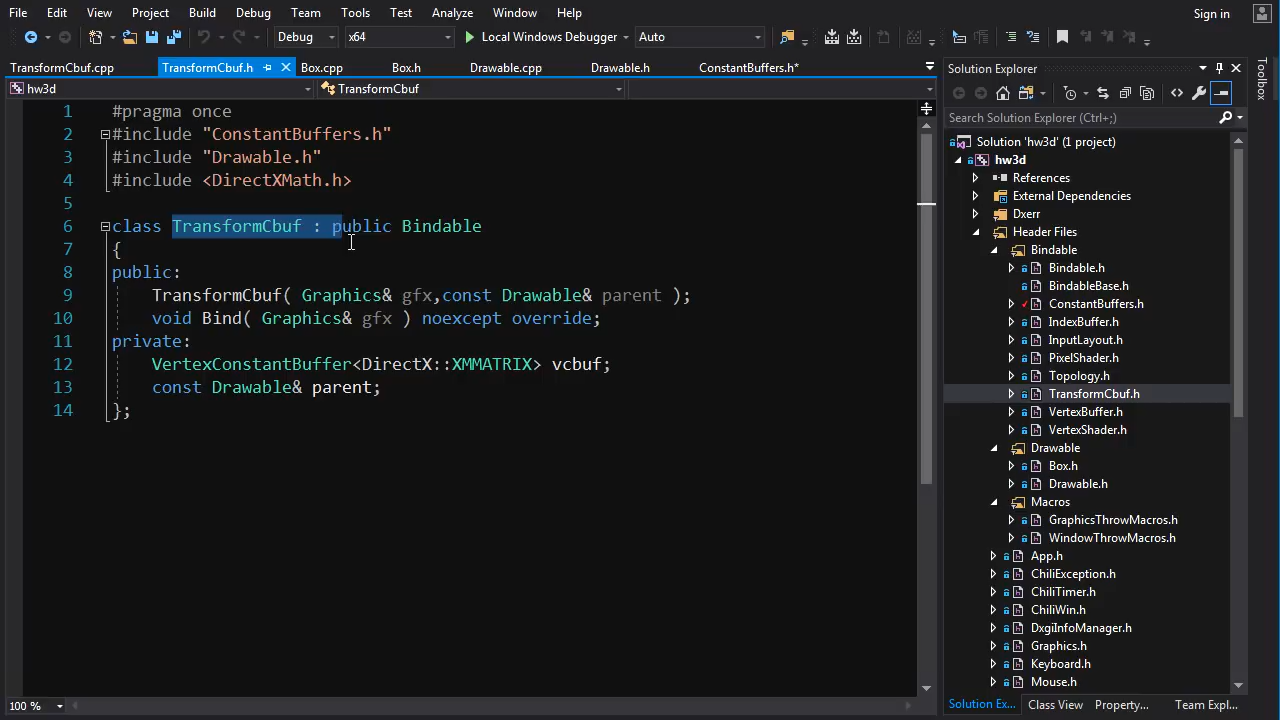 File Edit View Project Build Debug Team Tools Test Analyze Window Help Sign in
Debug x64 Local Windows Debugger Auto
TransformCbuf.cpp TransformCbuf.h Box.cpp Box.h Drawable.cpp Drawable.h ConstantBuffers.h*
hw3d TransformCbuf
1 #pragma once
2 #include "ConstantBuffers.h"
3 #include "Drawable.h"
4 #include <DirectXMath.h>
5
6 class TransformCbuf : public Bindable
7 {
8 public:
9 TransformCbuf( Graphics& gfx,const Drawable& parent );
10 void Bind( Graphics& gfx ) noexcept override;
11 private:
12 VertexConstantBuffer<DirectX::XMMATRIX> vcbuf;
13 const Drawable& parent;
14 };
100 %
Solution Explorer
Search Solution Explorer (Ctrl+;)
Solution 'hw3d' (1 project)
hw3d
References
External Dependencies
Dxerr
Header Files
Bindable
Bindable.h
BindableBase.h
ConstantBuffers.h
IndexBuffer.h
InputLayout.h
PixelShader.h
Topology.h
TransformCbuf.h
VertexBuffer.h
VertexShader.h
Drawable
Box.h
Drawable.h
Macros
GraphicsThrowMacros.h
WindowThrowMacros.h
App.h
ChiliException.h
ChiliTimer.h
ChiliWin.h
DxgiInfoManager.h
Graphics.h
Keyboard.h
Mouse.h
Solution Ex... Class View Property... Team Expl...
Toolbox